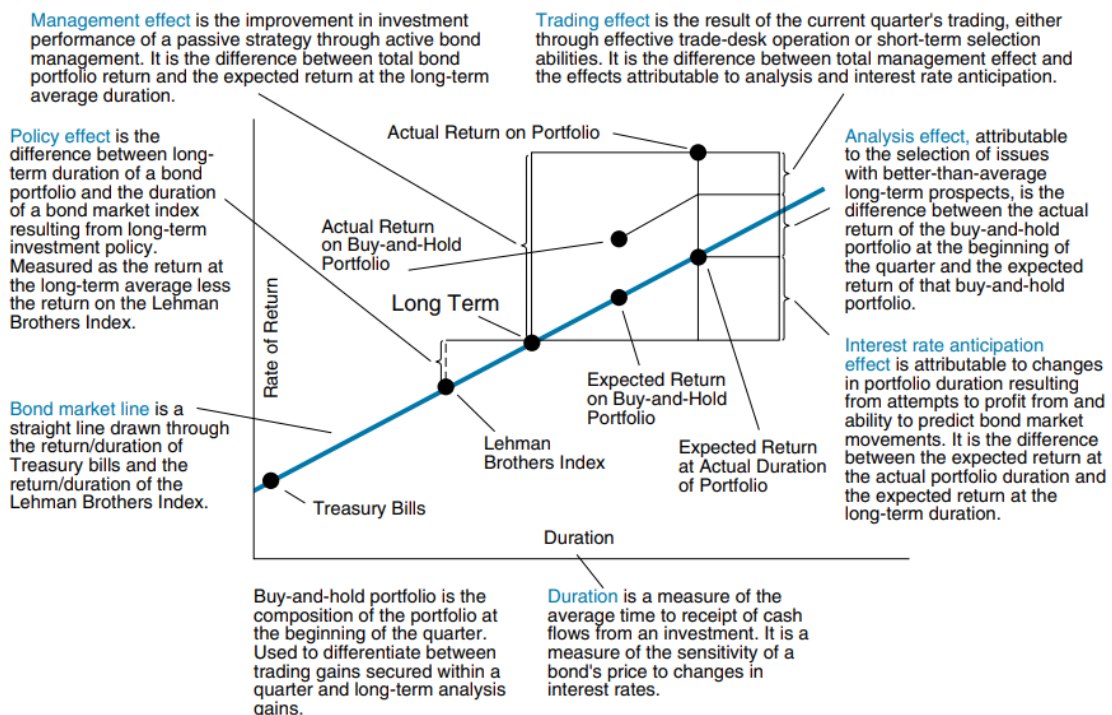 Management effect is the improvement in investment
performance of a passive strategy through active bond
management. It is the difference between total bond
portfolio return and the expected return at the long-term
average duration.
Trading effect is the result of the current quarter's trading, either
through effective trade-desk operation or short-term selection
abilities. It is the difference between total management effect and
the effects attributable to analysis and interest rate anticipation.
Policy effect is the
difference between long-
term duration of a bond
portfolio and the duration
of a bond market index
resulting from long-term
investment policy.
Measured as the return at
the long-term average less
the return on the Lehman
Brothers Index.
Bond market line is a
straight line drawn through
the return/duration of
Treasury bills and the
return/duration of the
Lehman Brothers Index.
Rate of Return
Actual Return on Portfolio
Actual Return
on Buy-and-Hold
Portfolio
Long Term
Expected Return
on Buy-and-Hold
Portfolio
Lehman
Brothers Index
Expected Return
at Actual Duration
of Portfolio
Treasury Bills
Duration
Analysis effect, attributable
to the selection of issues
with better-than-average
long-term prospects, is the
difference between the actual
return of the buy-and-hold
portfolio at the beginning of
the quarter and the expected
return of that buy-and-hold
portfolio.
Interest rate anticipation
effect is attributable to changes
in portfolio duration resulting
from attempts to profit from and
ability to predict bond market
movements. It is the difference
between the expected return at
the actual portfolio duration and
the expected return at the
long-term duration.
Buy-and-hold portfolio is the
composition of the portfolio at
the beginning of the quarter.
Used to differentiate between
trading gains secured within a
quarter and long-term analysis
gains.
Duration is a measure of the
average time to receipt of cash
flows from an investment. It is a
measure of the sensitivity of a
bond's price to changes in
interest rates.